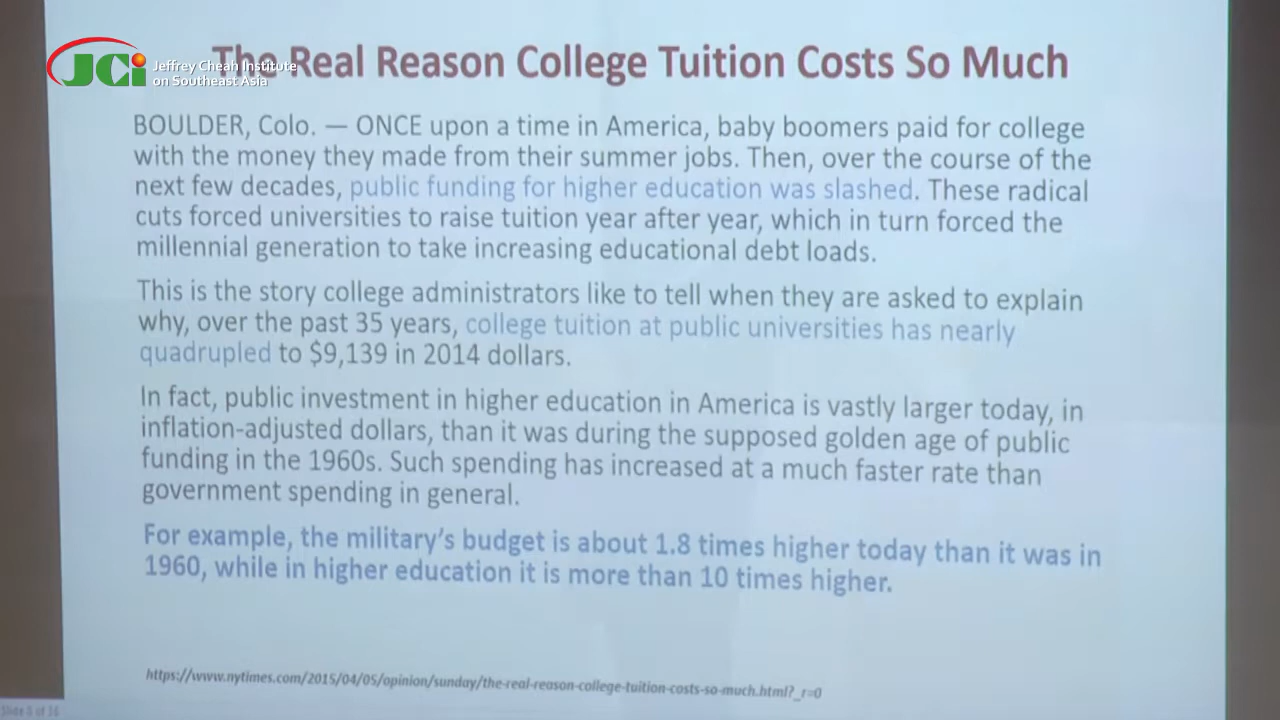 The Real Reason College Tuition Costs So Much
JCi
Jeffrey Cheah Institute
on Southeast Asia
BOULDER, Colo. — ONCE upon a time in America, baby boomers paid for college
with the money they made from their summer jobs. Then, over the course of the
next few decades, public funding for higher education was slashed. These radical
cuts forced universities to raise tuition year after year, which in turn forced the
millennial generation to take increasing educational debt loads.
This is the story college administrators like to tell when they are asked to explain
why, over the past 35 years, college tuition at public universities has nearly
quadrupled to $9,139 in 2014 dollars.
In fact, public investment in higher education in America is vastly larger today, in
inflation-adjusted dollars, than it was during the supposed golden age of public
funding in the 1960s. Such spending has increased at a much faster rate than
government spending in general.
For example, the military's budget is about 1.8 times higher today than it was in
1960, while in higher education it is more than 10 times higher.
https://www.nytimes.com/2015/04/05/opinion/sunday/the-real-reason-college-tuition-costs-so-much.html?_r=0
Slide of 16